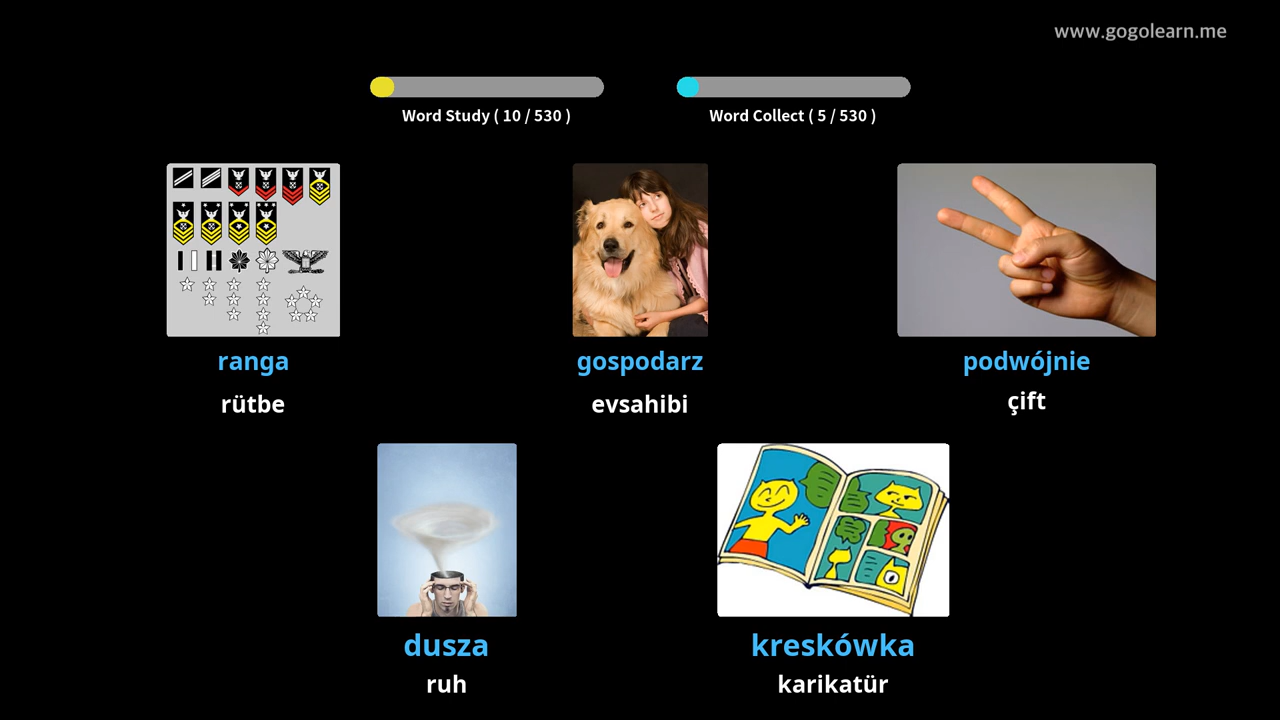 www.gogolearn.me
Word Study ( 10 / 530 )
Word Collect ( 5 / 530 )
ranga
rütbe
gospodarz
evsahibi
podwójnie
çift
dusza
ruh
kreskówka
karikatür